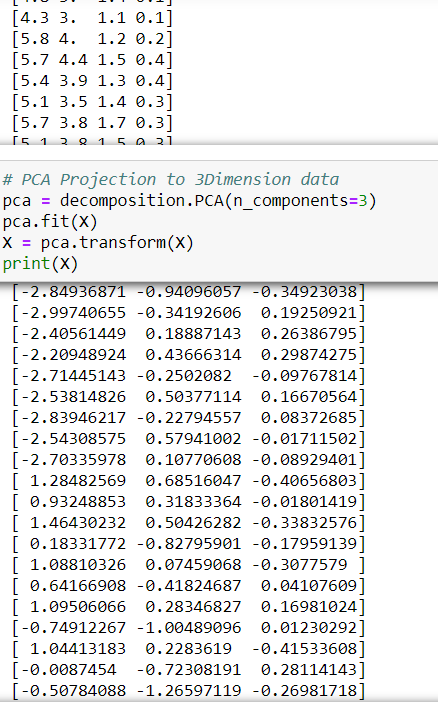 [4.3 3.  1.1 0.1]
[5.8 4.  1.2 0.2]
[5.7 4.4 1.5 0.4]
[5.4 3.9 1.3 0.4]
[5.1 3.5 1.4 0.3]
[5.7 3.8 1.7 0.3]
[5.1 3.8 1.5 0.3]
# PCA Projection to 3Dimension data
pca = decomposition.PCA(n_components=3)
pca.fit(X)
X = pca.transform(X)
print(X)
[-2.84936871 -0.94096057 -0.34923038]
[-2.99740655 -0.34192606  0.19250921]
[-2.40561449  0.18887143  0.26386795]
[-2.20948924  0.43666314  0.29874275]
[-2.71445143 -0.2502082  -0.09767814]
[-2.53814826  0.50377114  0.16670564]
[-2.83946217 -0.22794557  0.08372685]
[-2.54308575  0.57941002 -0.01711502]
[-2.70335978  0.10770608 -0.08929401]
[ 1.28482569  0.68516047 -0.40656803]
[ 0.93248853  0.31833364 -0.01801419]
[ 1.46430232  0.50426282 -0.33832576]
[ 0.18331772 -0.82795901 -0.17959139]
[ 1.08810326  0.07459068 -0.3077579 ]
[ 0.64166908 -0.41824687  0.04107609]
[ 1.09506066  0.28346827  0.16981024]
[-0.74912267 -1.00489096  0.01230292]
[ 1.04413183  0.2283619  -0.41533608]
[-0.0087454  -0.72308191  0.28114143]
[-0.50784088 -1.26597119 -0.26981718]